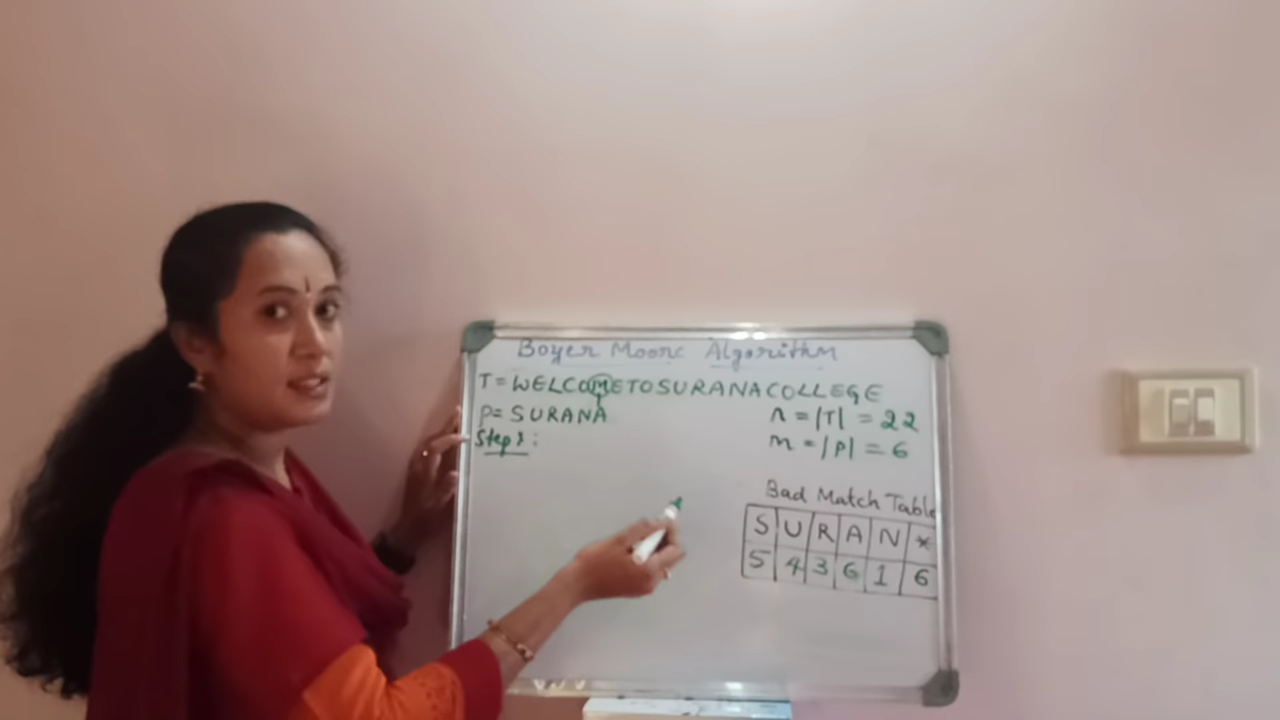 Boyer Moore Algorithm
T = WELCOMETOSURANACOLLEGE
P = SURANA
n = |T| = 22
m = |P| = 6
Step 1:
Bad Match Table
S U R A N *
5 4 3 6 1 6